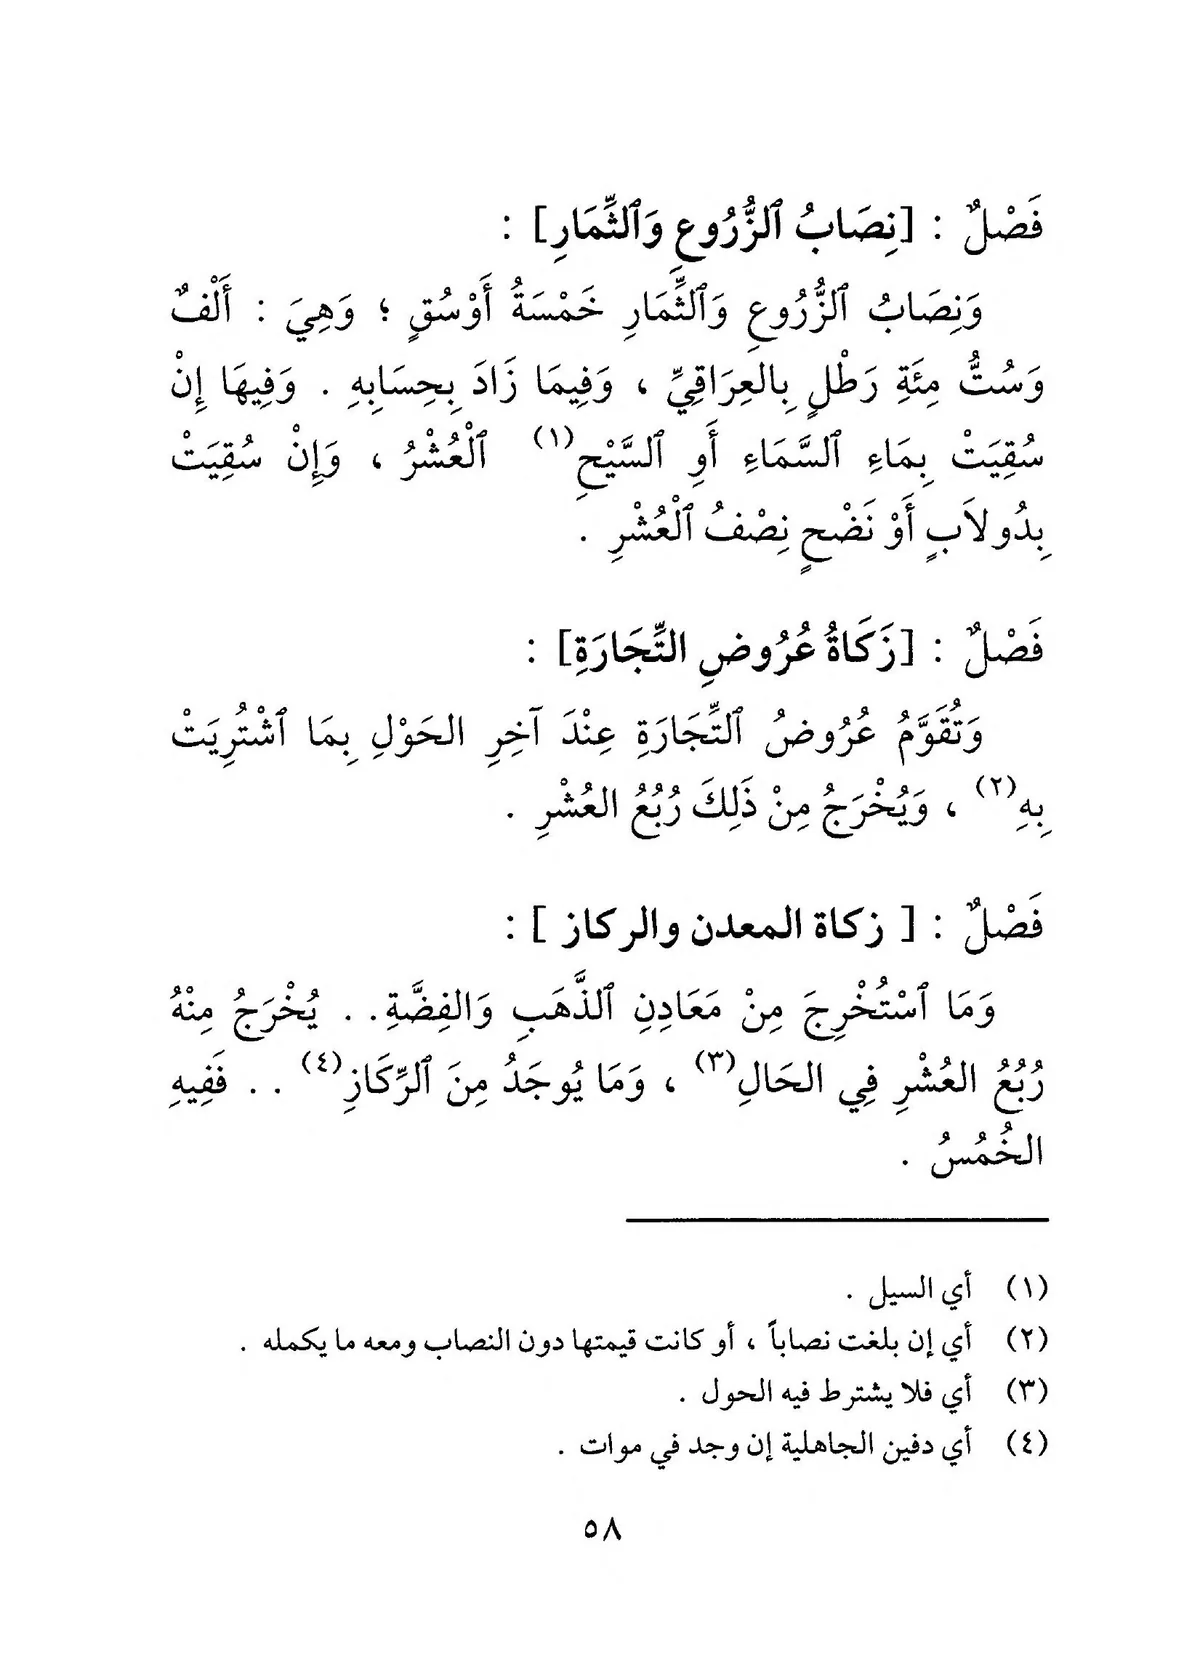 فَصْلٌ : [نِصَابُ ٱلزُّرُوعِ وَٱلثِّمَارِ] :
وَنِصَابُ ٱلزُّرُوعِ وَٱلثِّمَارِ خَمْسَةُ أَوْسُقٍ ؛ وَهِيَ : أَلْفٌ
وَسُتُّ مِئَةِ رَطْلٍ بِالعِرَاقِيِّ ، وَفِيمَا زَادَ بِحِسَابِهِ . وَفِيهَا إِنْ
سُقِيَتْ بِمَاءِ ٱلسَّمَاءِ أَوِ ٱلسَّيْحِ(١) ٱلْعُشْرُ ، وَإِنْ سُقِيَتْ
بِدُولاَبٍ أَوْ نَضْحٍ نِصْفُ ٱلْعُشْرِ .
فَصْلٌ : [زَكَاةُ عُرُوضِ التِّجَارَةِ] :
وَتُقَوَّمُ عُرُوضُ ٱلتِّجَارَةِ عِنْدَ آخِرِ الحَوْلِ بِمَا ٱشْتُرِيَتْ
بِهِ(٢) ، وَيُخْرَجُ مِنْ ذَلِكَ رُبُعُ العُشْرِ .
فَصْلٌ : [ زكاة المعدن والركاز ] :
وَمَا ٱسْتُخْرِجَ مِنْ مَعَادِنِ ٱلذَّهَبِ وَالفِضَّةِ. . يُخْرَجُ مِنْهُ
رُبُعُ العُشْرِ فِي الحَالِ(٣) ، وَمَا يُوجَدُ مِنَ ٱلرِّكَازِ(٤) . . فَفِيهِ
الخُمُسُ .
(١) أي السيل .
(٢) أي إن بلغت نصاباً ، أو كانت قيمتها دون النصاب ومعه ما يكمله .
(٣) أي فلا يشترط فيه الحول .
(٤) أي دفين الجاهلية إن وجد في موات .
٥٨